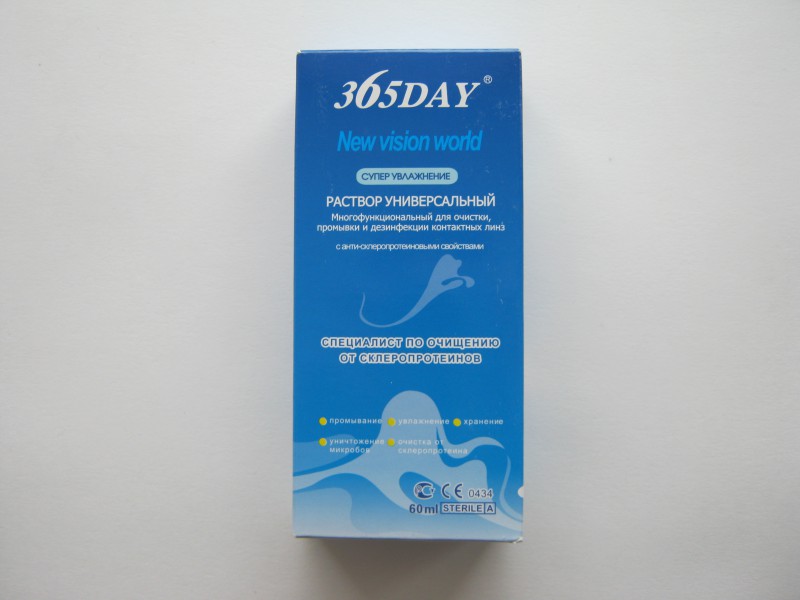 365DAY®
New vision world
СУПЕР УВЛАЖНЕНИЕ
РАСТВОР УНИВЕРСАЛЬНЫЙ
Многофункциональный для очистки,
промывки и дезинфекции контактных линз
с анти-склеропротеиновыми свойствами
СПЕЦИАЛИСТ ПО ОЧИЩЕНИЮ
ОТ СКЛЕРОПРОТЕИНОВ
промывание увлажнение хранение
уничтожение микробов очистка от склеропротеина
CE 0434
60ml STERILE A